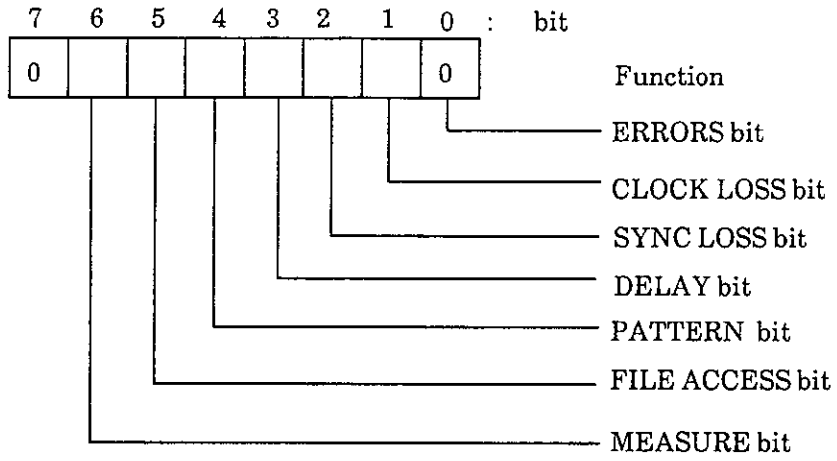 7 6 5 4 3 2 1 0 : bit
0 0 Function
ERRORS bit
CLOCK LOSS bit
SYNC LOSS bit
DELAY bit
PATTERN bit
FILE ACCESS bit
MEASURE bit